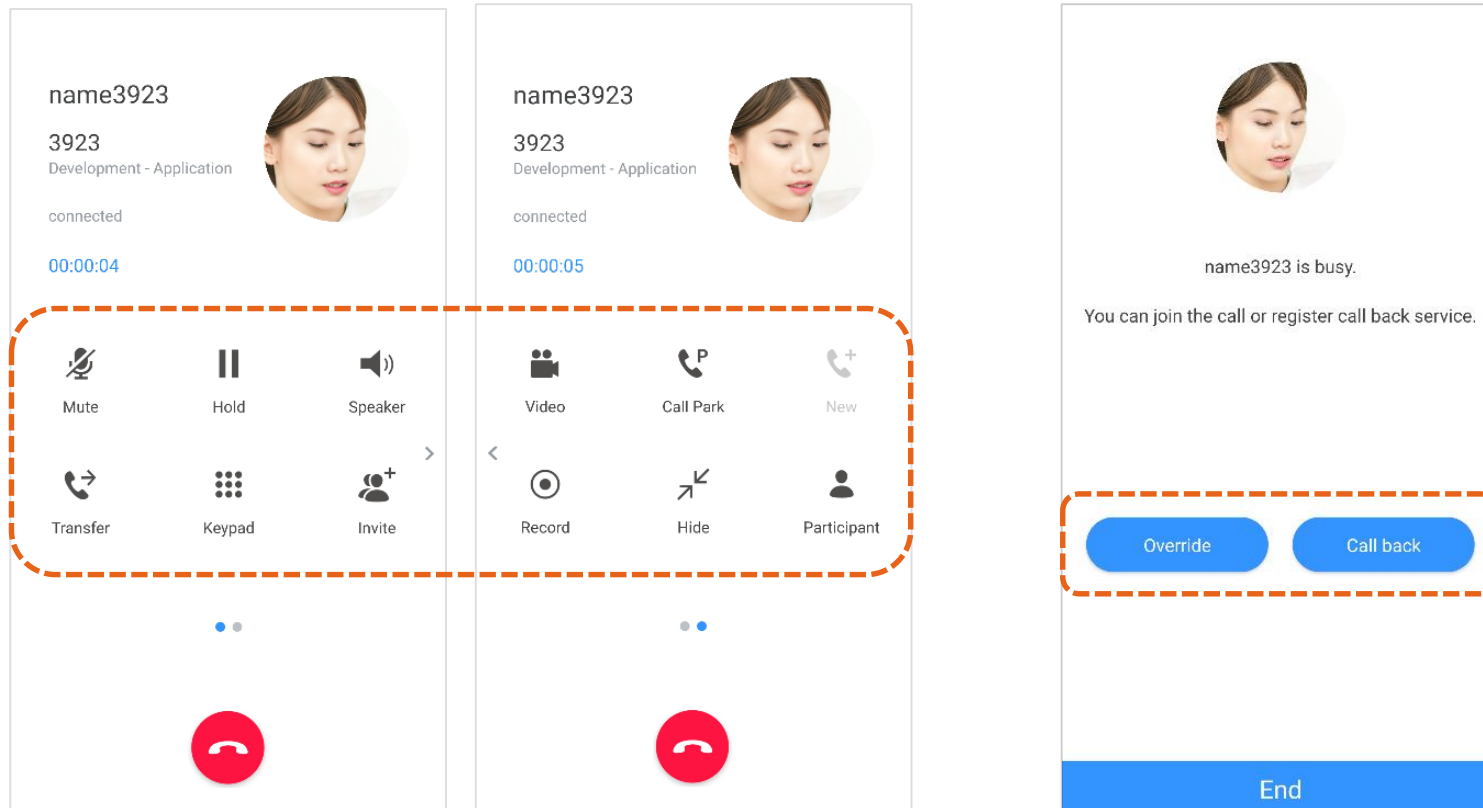 name3923
3923
Development - Application
connected
00:00:04
Mute Hold Speaker
Transfer Keypad Invite
name3923
3923
Development - Application
connected
00:00:05
Video Call Park New
Record Hide Participant
name3923 is busy.
You can join the call or register call back service.
Override Call back
End